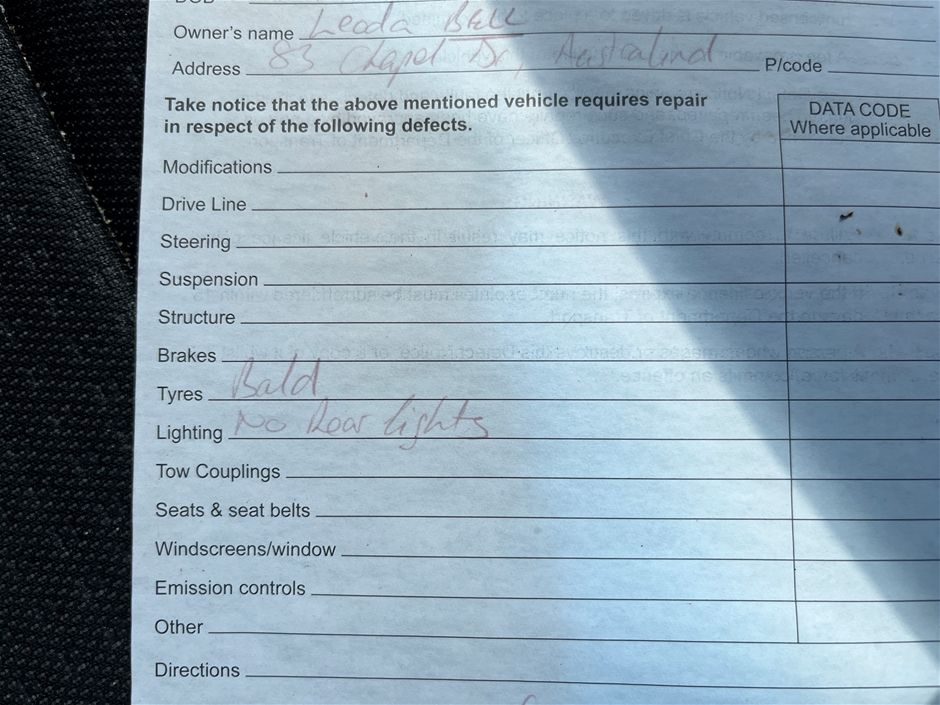 Owner's name Leoda BELL
Address 83 Chapel Dr, Australind P/code
Take notice that the above mentioned vehicle requires repair
in respect of the following defects.
DATA CODE
Where applicable
Modifications
Drive Line
Steering
Suspension
Structure
Brakes
Tyres Bald
Lighting No Rear lights
Tow Couplings
Seats & seat belts
Windscreens/window
Emission controls
Other
Directions